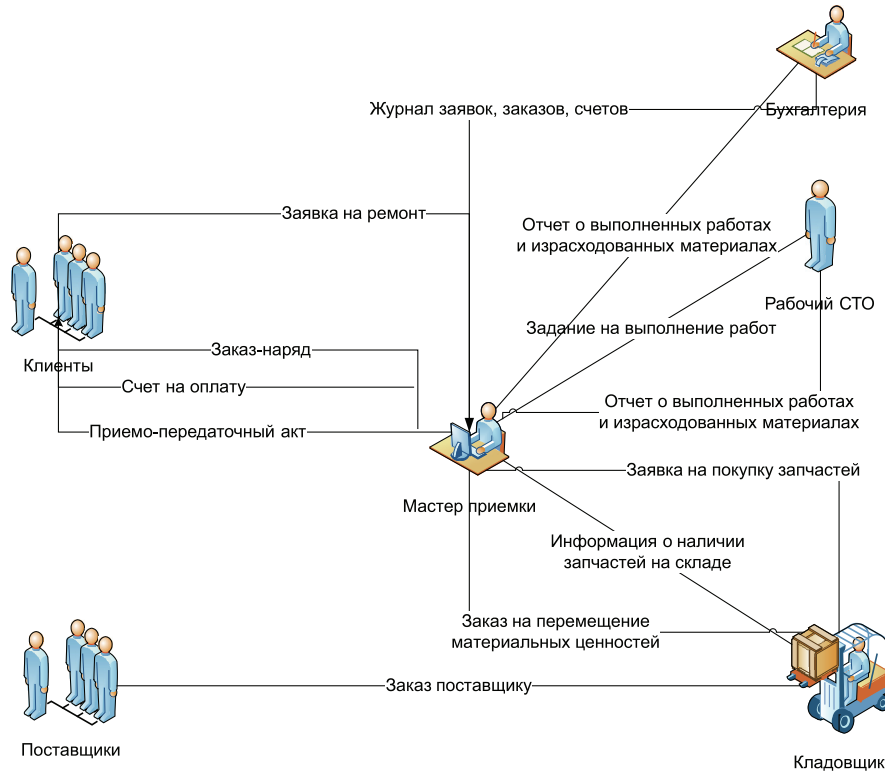 Журнал заявок, заказов, счетов
Бухгалтерия
Заявка на ремонт
Отчет о выполненных работах
и израсходованных материалах
Рабочий СТО
Задание на выполнение работ
Заказ-наряд
Клиенты
Счет на оплату
Отчет о выполненных работах
и израсходованных материалах
Приемо-передаточный акт
Заявка на покупку запчастей
Мастер приемки
Информация о наличии
запчастей на складе
Заказ на перемещение
материальных ценностей
Заказ поставщику
Поставщики
Кладовщик